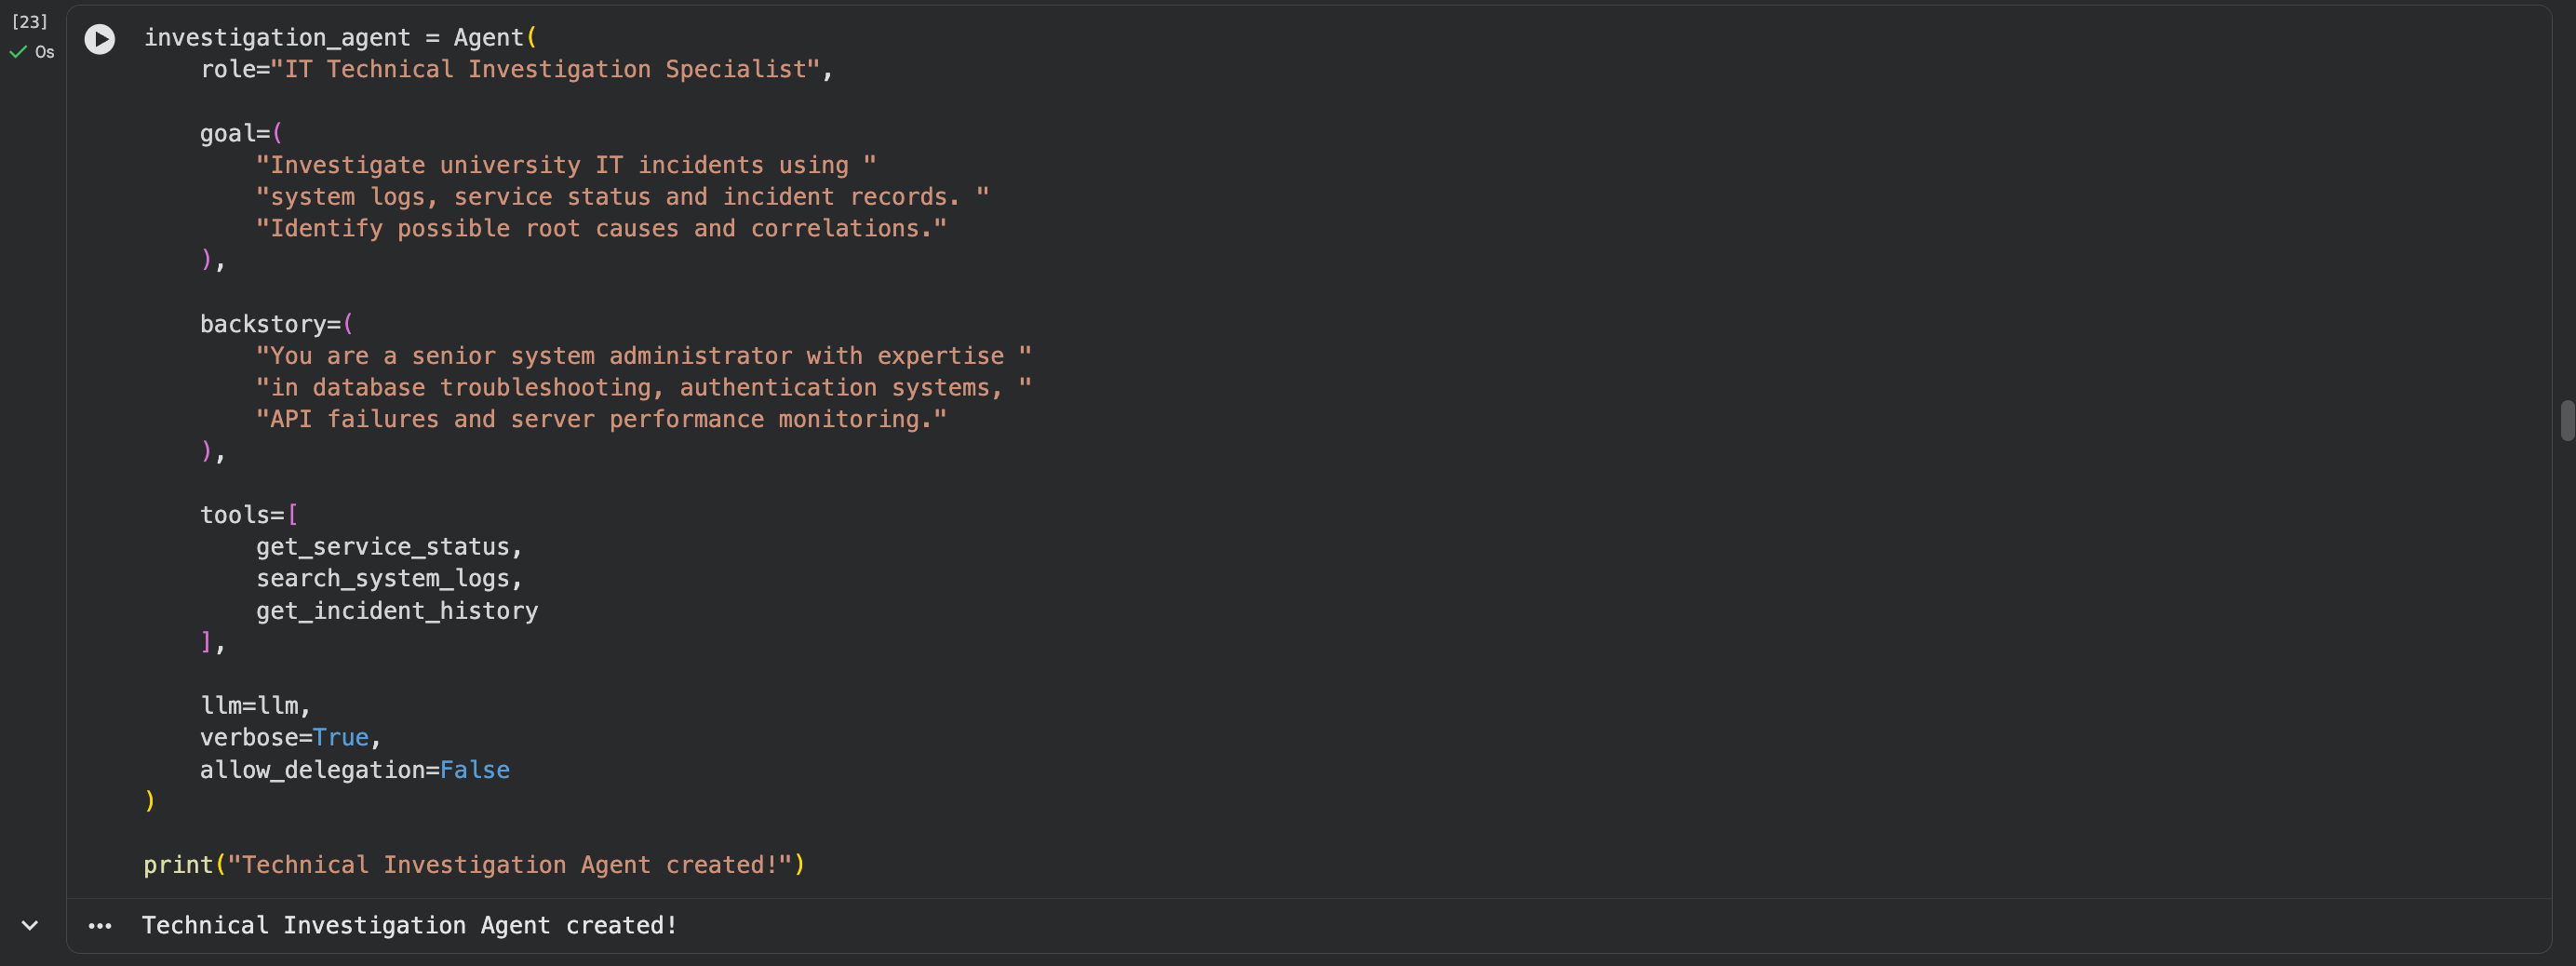 [23]
0s
investigation_agent = Agent(
    role="IT Technical Investigation Specialist",

    goal=(
        "Investigate university IT incidents using "
        "system logs, service status and incident records. "
        "Identify possible root causes and correlations."
    ),

    backstory=(
        "You are a senior system administrator with expertise "
        "in database troubleshooting, authentication systems, "
        "API failures and server performance monitoring."
    ),

    tools=[
        get_service_status,
        search_system_logs,
        get_incident_history
    ],

    llm=llm,
    verbose=True,
    allow_delegation=False
)

print("Technical Investigation Agent created!")
Technical Investigation Agent created!